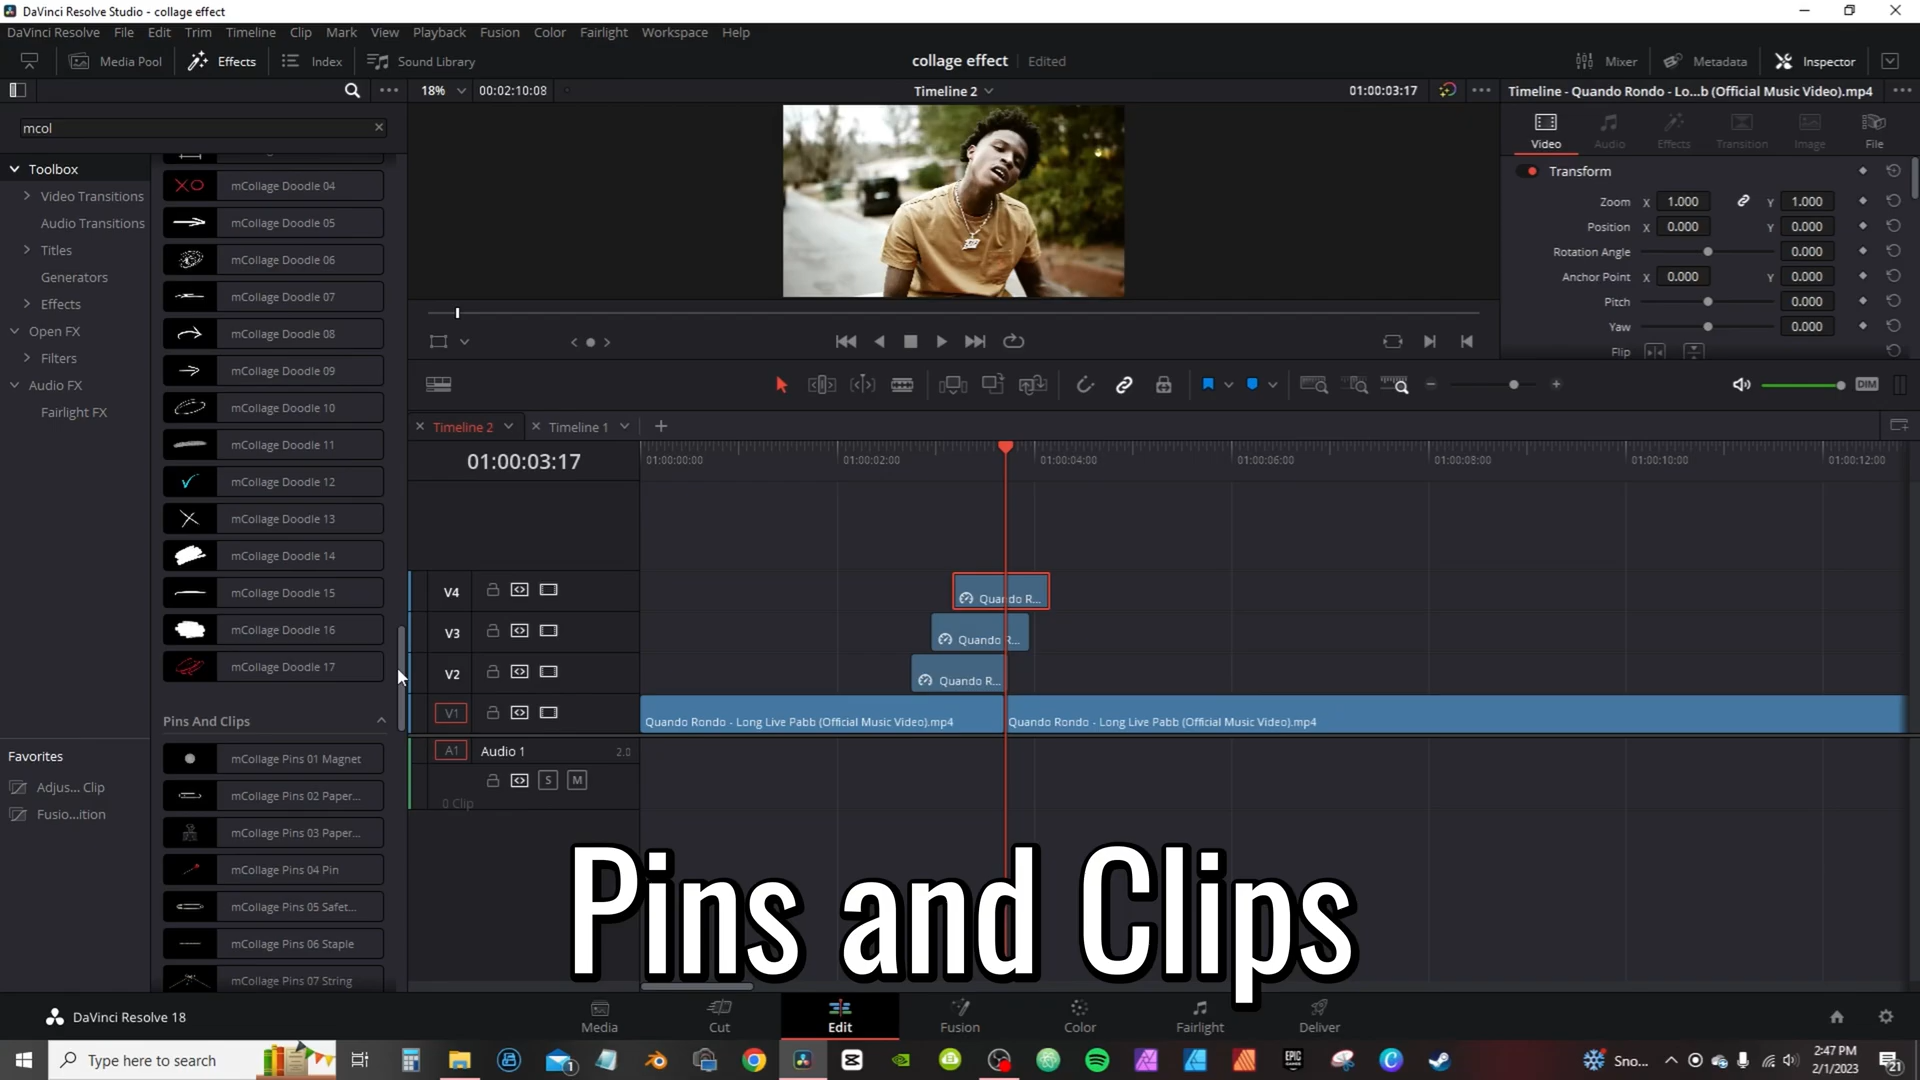 DaVinci Resolve Studio - collage effect
DaVinci Resolve File Edit Trim Timeline Clip Mark View Playback Fusion Color Fairlight Workspace Help
Media Pool Effects Index Sound Library
collage effect Edited
Mixer Metadata Inspector
18% 00:02:10:08 Timeline 2 01:00:03:17
Timeline - Quando Rondo - Lo...b (Official Music Video).mp4
mcol
Toolbox
Video Transitions
Audio Transitions
Titles
Generators
Effects
Open FX
Filters
Audio FX
Fairlight FX
Favorites
Adjus... Clip
Fusio...ition
mCollage Doodle 04
mCollage Doodle 05
mCollage Doodle 06
mCollage Doodle 07
mCollage Doodle 08
mCollage Doodle 09
mCollage Doodle 10
mCollage Doodle 11
mCollage Doodle 12
mCollage Doodle 13
mCollage Doodle 14
mCollage Doodle 15
mCollage Doodle 16
mCollage Doodle 17
Pins And Clips
mCollage Pins 01 Magnet
mCollage Pins 02 Paper...
mCollage Pins 03 Paper...
mCollage Pins 04 Pin
mCollage Pins 05 Safet...
mCollage Pins 06 Staple
mCollage Pins 07 String
Video Audio Effects Transition Image File
Transform
Zoom X 1.000 Y 1.000
Position X 0.000 Y 0.000
Rotation Angle 0.000
Anchor Point X 0.000 Y 0.000
Pitch 0.000
Yaw 0.000
Flip
DIM
Timeline 2 Timeline 1
01:00:03:17
01:00:00:00 01:00:02:00 01:00:04:00 01:00:06:00 01:00:08:00 01:00:10:00 01:00:12:00
V4 Quando R...
V3 Quando R...
V2 Quando R...
V1 Quando Rondo - Long Live Pabb (Official Music Video).mp4 Quando Rondo - Long Live Pabb (Official Music Video).mp4
A1 Audio 1 2.0
S M
0 Clip
Pins and Clips
DaVinci Resolve 18
Media Cut Edit Fusion Color Fairlight Deliver
Type here to search
Sno...
2:47 PM
2/1/2023
21